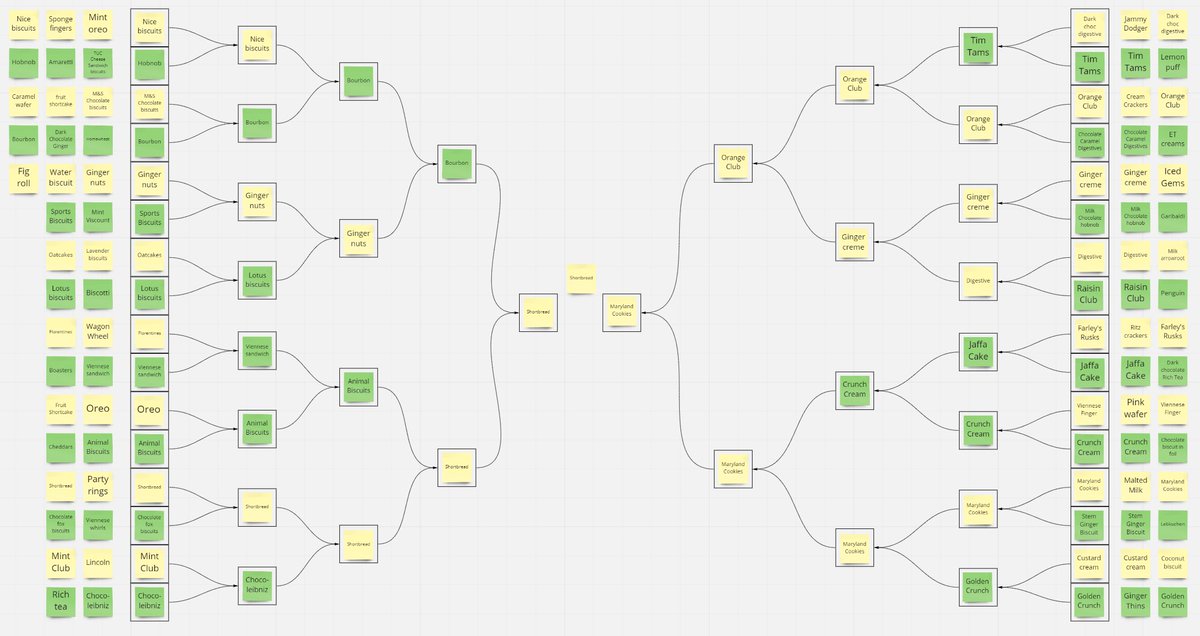 Nice
biscuits
Sponge
fingers
Mint
oreo
Nice
biscuits
Hobnob
Amaretti
TUC
Cheese
Sandwich
biscuits
Hobnob
Caramel
wafer
fruit
shortcake
M&S
Chocolate
biscuits
M&S
Chocolate
biscuits
Bourbon
Dark
Chocolate
Ginger
Bourbon
Fig
roll
Water
biscuit
Ginger
nuts
Ginger
nuts
Sports
Biscuits
Mint
Viscount
Sports
Biscuits
Oatcakes
Lavender
biscuits
Oatcakes
Lotus
biscuits
Biscotti
Lotus
biscuits
Florentines
Wagon
Wheel
Florentines
Boasters
Viennese
sandwich
Viennese
sandwich
Fruit
Shortcake
Oreo
Oreo
Cheddars
Animal
Biscuits
Animal
Biscuits
Shortbread
Party
rings
Shortbread
Chocolate
fox
biscuits
Viennese
whirls
Chocolate
fox
biscuits
Mint
Club
Lincoln
Mint
Club
Rich
tea
Choco-
leibniz
Choco-
leibniz
Nice
biscuits
Bourbon
Ginger
nuts
Lotus
biscuits
Viennese
sandwich
Animal
Biscuits
Shortbread
Choco-
leibniz
Bourbon
Ginger
nuts
Animal
Biscuits
Shortbread
Bourbon
Shortbread
Shortbread
Shortbread
Maryland
Cookies
Orange
Club
Maryland
Cookies
Orange
Club
Ginger
creme
Crunch
Cream
Maryland
Cookies
Tim
Tams
Orange
Club
Ginger
creme
Digestive
Jaffa
Cake
Crunch
Cream
Maryland
Cookies
Golden
Crunch
Dark
choc
digestive
Jammy
Dodger
Dark
choc
digestive
Tim
Tams
Tim
Tams
Lemon
puff
Orange
Club
Cream
Crackers
Orange
Club
Chocolate
Caramel
Digestives
Chocolate
Caramel
Digestives
ET
creams
Ginger
creme
Ginger
creme
Iced
Gems
Milk
Chocolate
hobnob
Milk
Chocolate
hobnob
Garibaldi
Digestive
Digestive
Milk
arrowroot
Raisin
Club
Raisin
Club
Penguin
Farley's
Rusks
Ritz
crackers
Farley's
Rusks
Jaffa
Cake
Jaffa
Cake
Dark
chocolate
Rich Tea
Viennese
Finger
Pink
wafer
Viennese
Finger
Crunch
Cream
Crunch
Cream
Chocolate
biscuit in
foil
Maryland
Cookies
Malted
Milk
Maryland
Cookies
Stem
Ginger
Biscuit
Stem
Ginger
Biscuit
Lebkuchen
Custard
cream
Custard
cream
Coconut
biscuit
Golden
Crunch
Ginger
Thins
Golden
Crunch